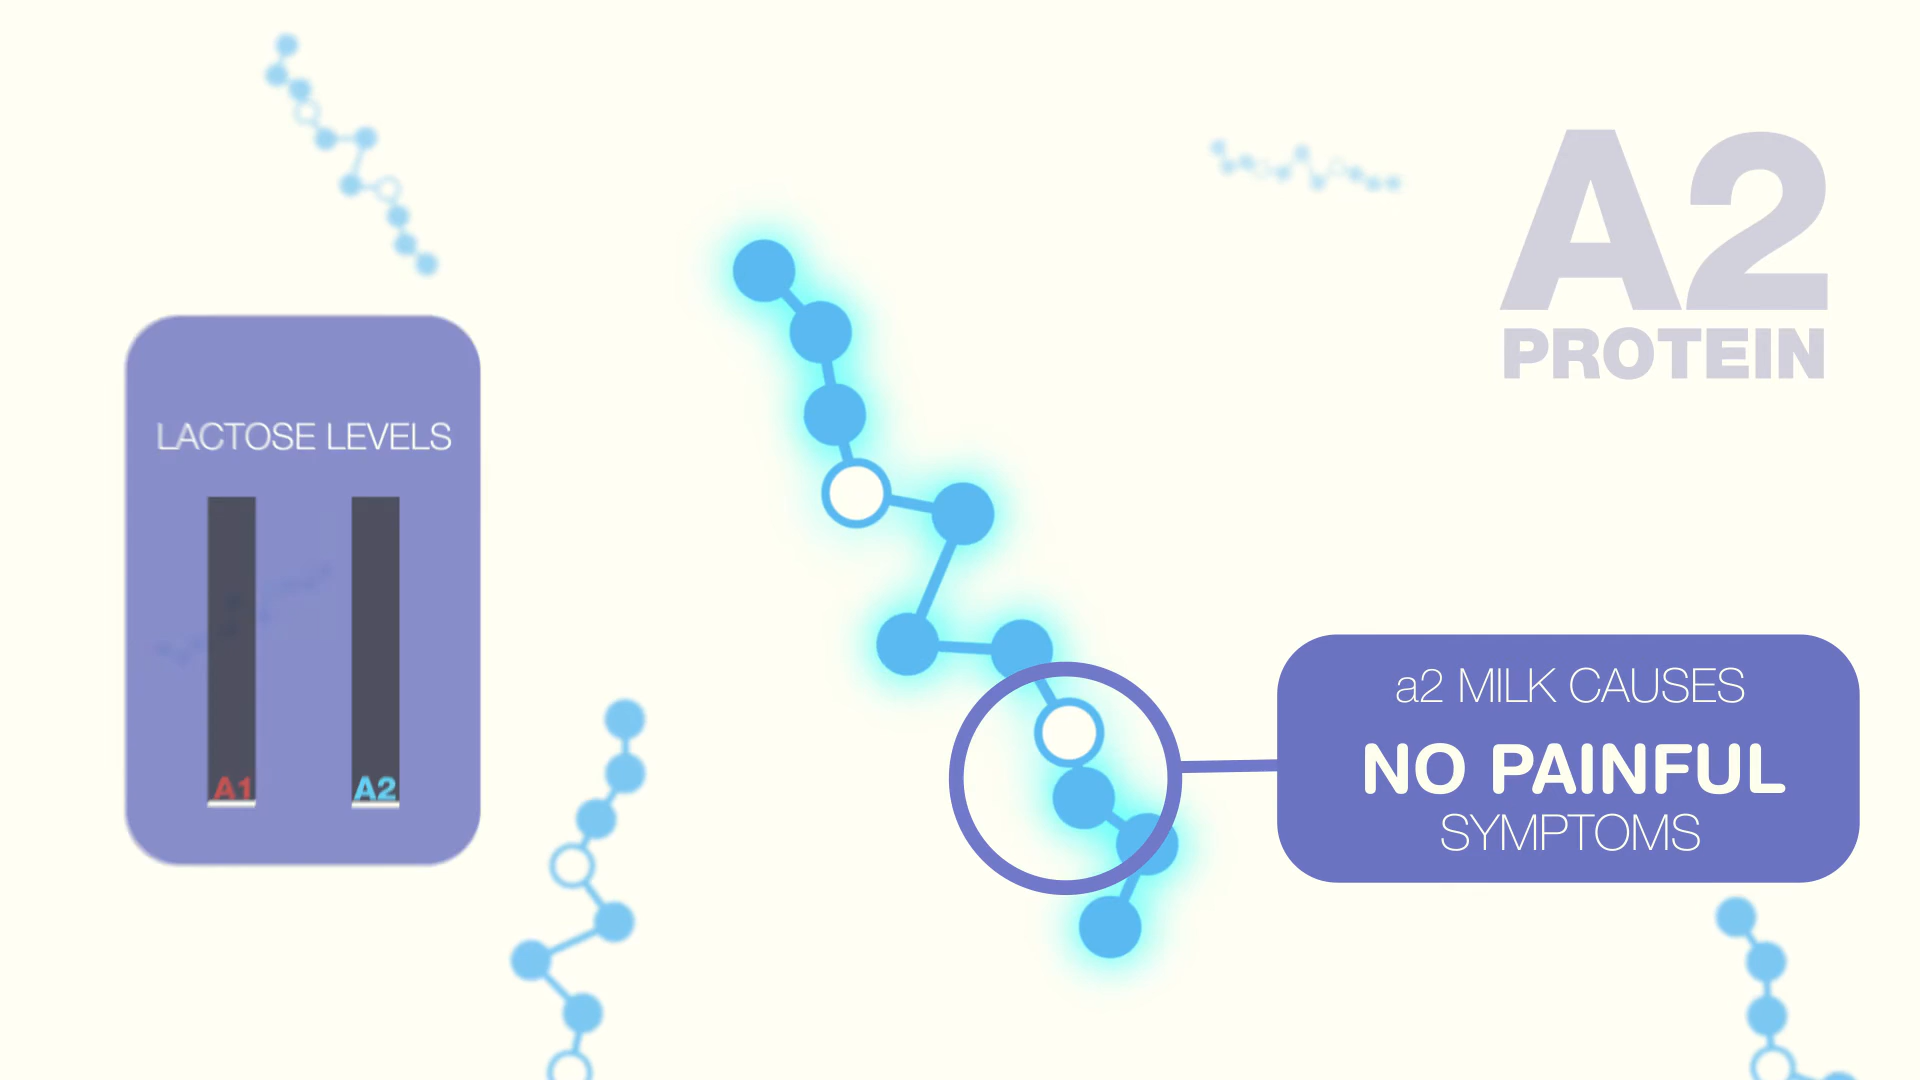 A2
PROTEIN
LACTOSE LEVELS
A1
A2
a2 MILK CAUSES
NO PAINFUL
SYMPTOMS